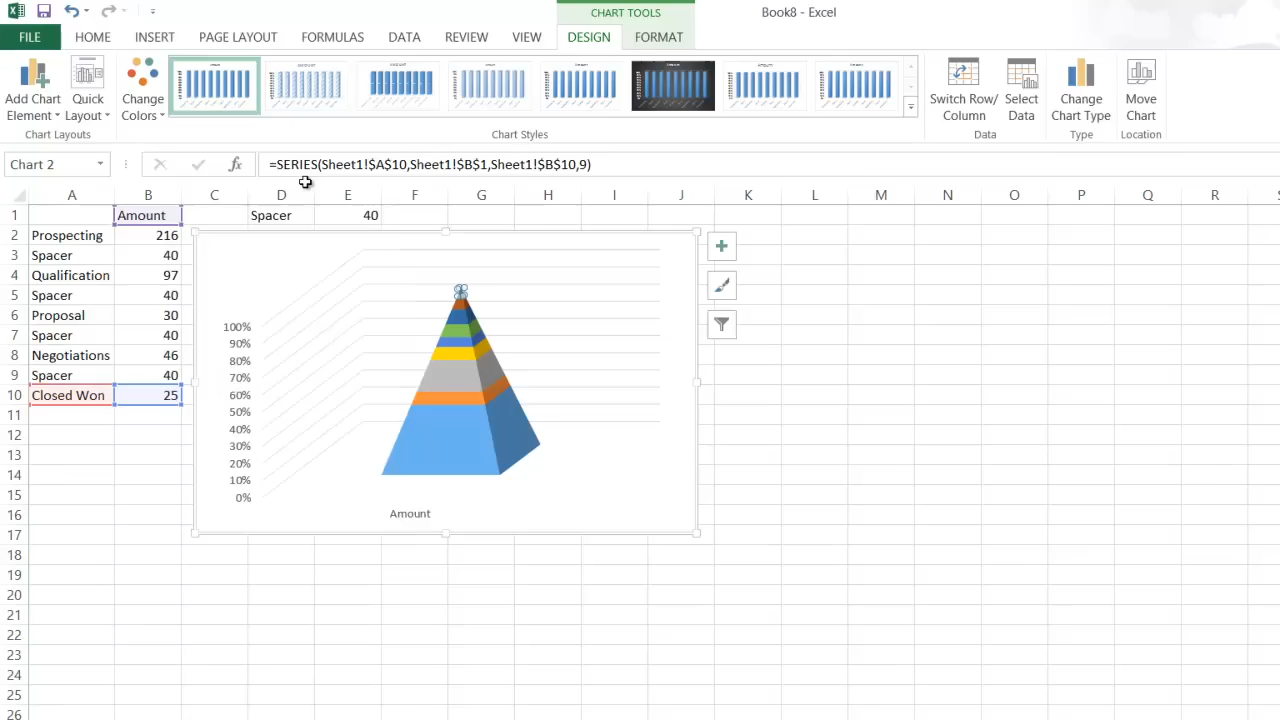 CHART TOOLS
Book8 - Excel
FILE HOME INSERT PAGE LAYOUT FORMULAS DATA REVIEW VIEW DESIGN FORMAT
Add Chart Element
Quick Layout
Change Colors
Switch Row/ Column
Select Data
Change Chart Type
Move Chart
Chart Layouts
Chart Styles
Data
Type
Location
Chart 2
fx
=SERIES(Sheet1!$A$10,Sheet1!$B$1,Sheet1!$B$10,9)
A B C D E F G H I J K L M N O P Q R S
1 Amount Spacer 40
2 Prospecting 216
3 Spacer 40
4 Qualification 97
5 Spacer 40
6 Proposal 30
7 Spacer 40
8 Negotiations 46
9 Spacer 40
10 Closed Won 25
11
12
13
14
15
16
17
18
19
20
21
22
23
24
25
26
100%
90%
80%
70%
60%
50%
40%
30%
20%
10%
0%
Amount